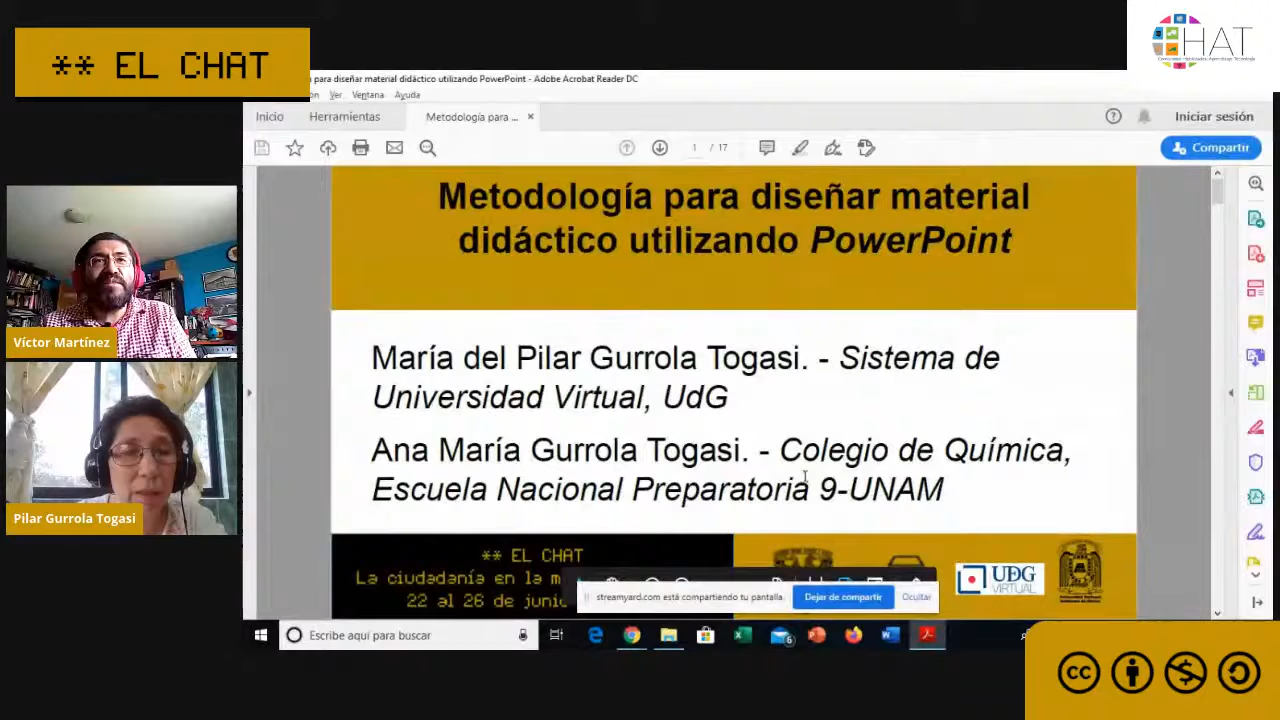 ** EL CHAT
HAT
para diseñar material didáctico utilizando PowerPoint - Adobe Acrobat Reader DC
Ver Ventana Ayuda
Inicio Herramientas Metodología para ... ×
1 / 17
Iniciar sesión
Compartir
Metodología para diseñar material
didáctico utilizando PowerPoint
María del Pilar Gurrola Togasi. - Sistema de
Universidad Virtual, UdG
Ana María Gurrola Togasi. - Colegio de Química,
Escuela Nacional Preparatoria 9-UNAM
Víctor Martínez
Pilar Gurrola Togasi
** EL CHAT
La ciudadanía en la
22 al 26 de
UDG
VIRTUAL
streamyard.com está compartiendo tu pantalla.
Dejar de compartir
Ocultar
Escribe aquí para buscar
6
cc